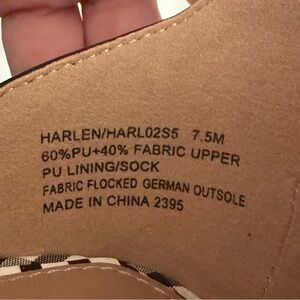 HARLEN/HARL02S5 7.5M
60%PU+40% FABRIC UPPER
PU LINING/SOCK
FABRIC FLOCKED GERMAN OUTSOLE
MADE IN CHINA 2395